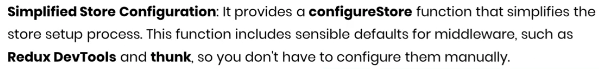 Simplified Store Configuration: It provides a configureStore function that simplifies the
store setup process. This function includes sensible defaults for middleware, such as
Redux DevTools and thunk, so you don't have to configure them manually.